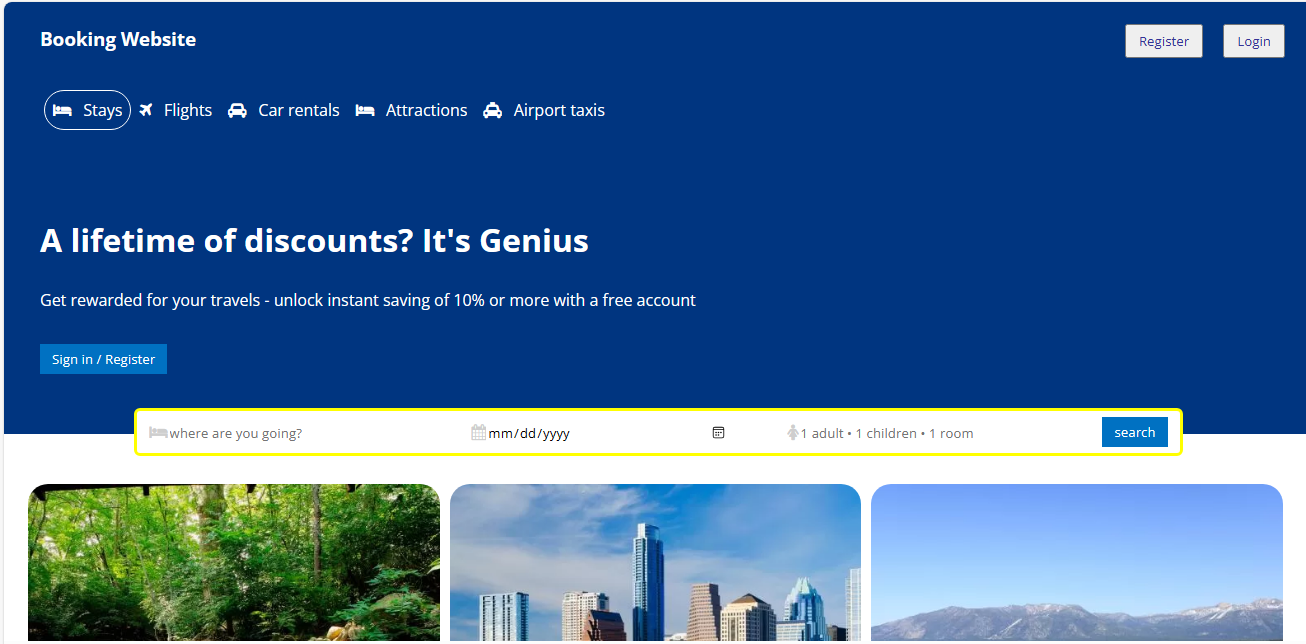 Booking Website
Register
Login
Stays
Flights
Car rentals
Attractions
Airport taxis
A lifetime of discounts? It's Genius
Get rewarded for your travels - unlock instant saving of 10% or more with a free account
Sign in / Register
where are you going?
mm/dd/yyyy
1 adult • 1 children • 1 room
search